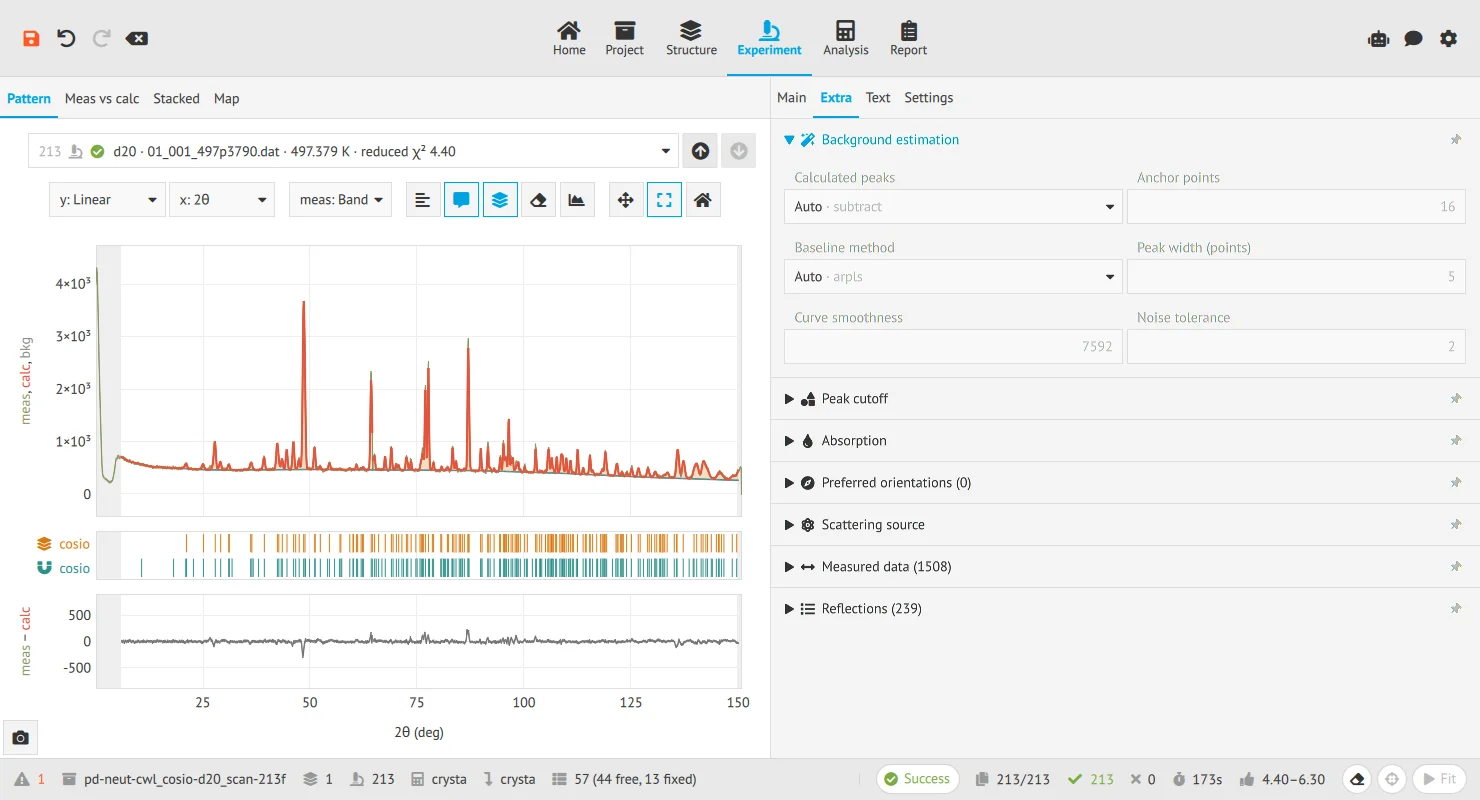 Home
Project
Structure
Experiment
Analysis
Report
Pattern
Meas vs calc
Stacked
Map
213 d20 · 01_001_497p3790.dat · 497.379 K · reduced χ² 4.40
y: Linear
x: 2θ
meas: Band
meas, calc, bkg
4×10³
3×10³
2×10³
1×10³
0
cosio
cosio
meas − calc
500
0
-500
25
50
75
100
125
150
2θ (deg)
Main
Extra
Text
Settings
Background estimation
Calculated peaks
Anchor points
Auto · subtract
16
Baseline method
Peak width (points)
Auto · arpls
5
Curve smoothness
Noise tolerance
7592
2
Peak cutoff
Absorption
Preferred orientations (0)
Scattering source
Measured data (1508)
Reflections (239)
1
pd-neut-cwl_cosio-d20_scan-213f
1
213
crysta
crysta
57 (44 free, 13 fixed)
Success
213/213
213
0
173s
4.40–6.30
Fit